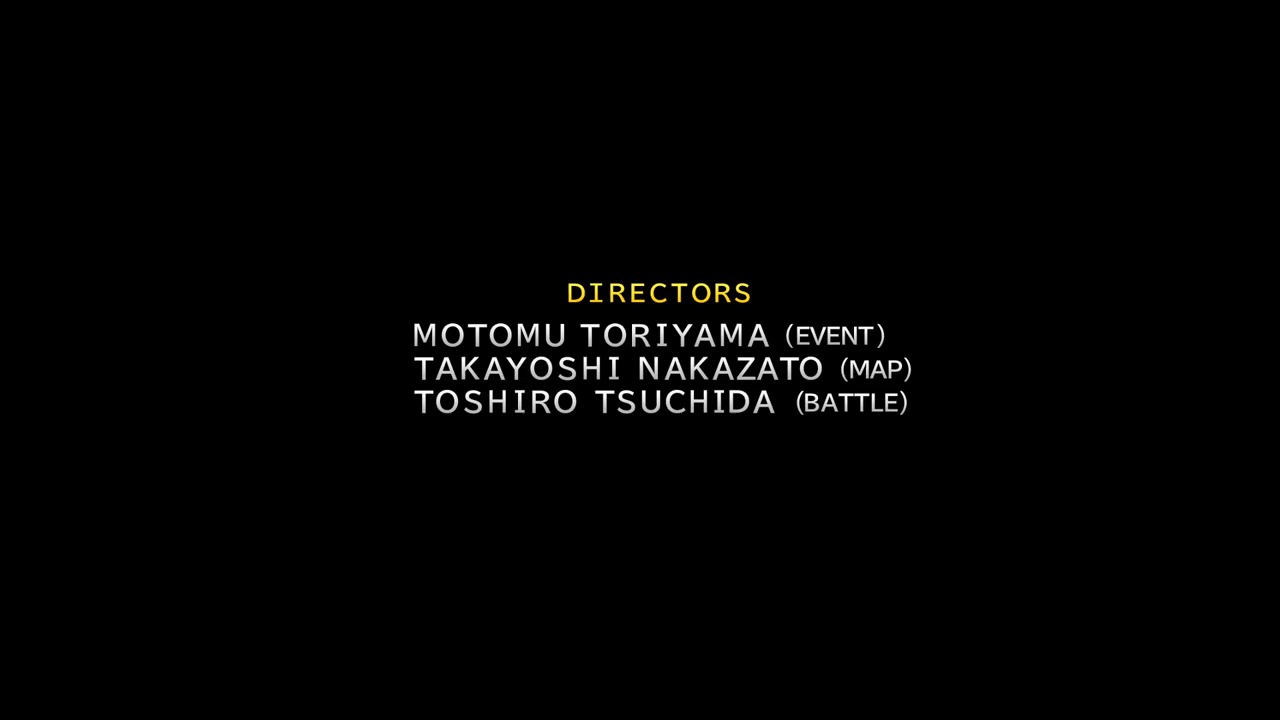 DIRECTORS
MOTOMU TORIYAMA (EVENT)
TAKAYOSHI NAKAZATO (MAP)
TOSHIRO TSUCHIDA (BATTLE)